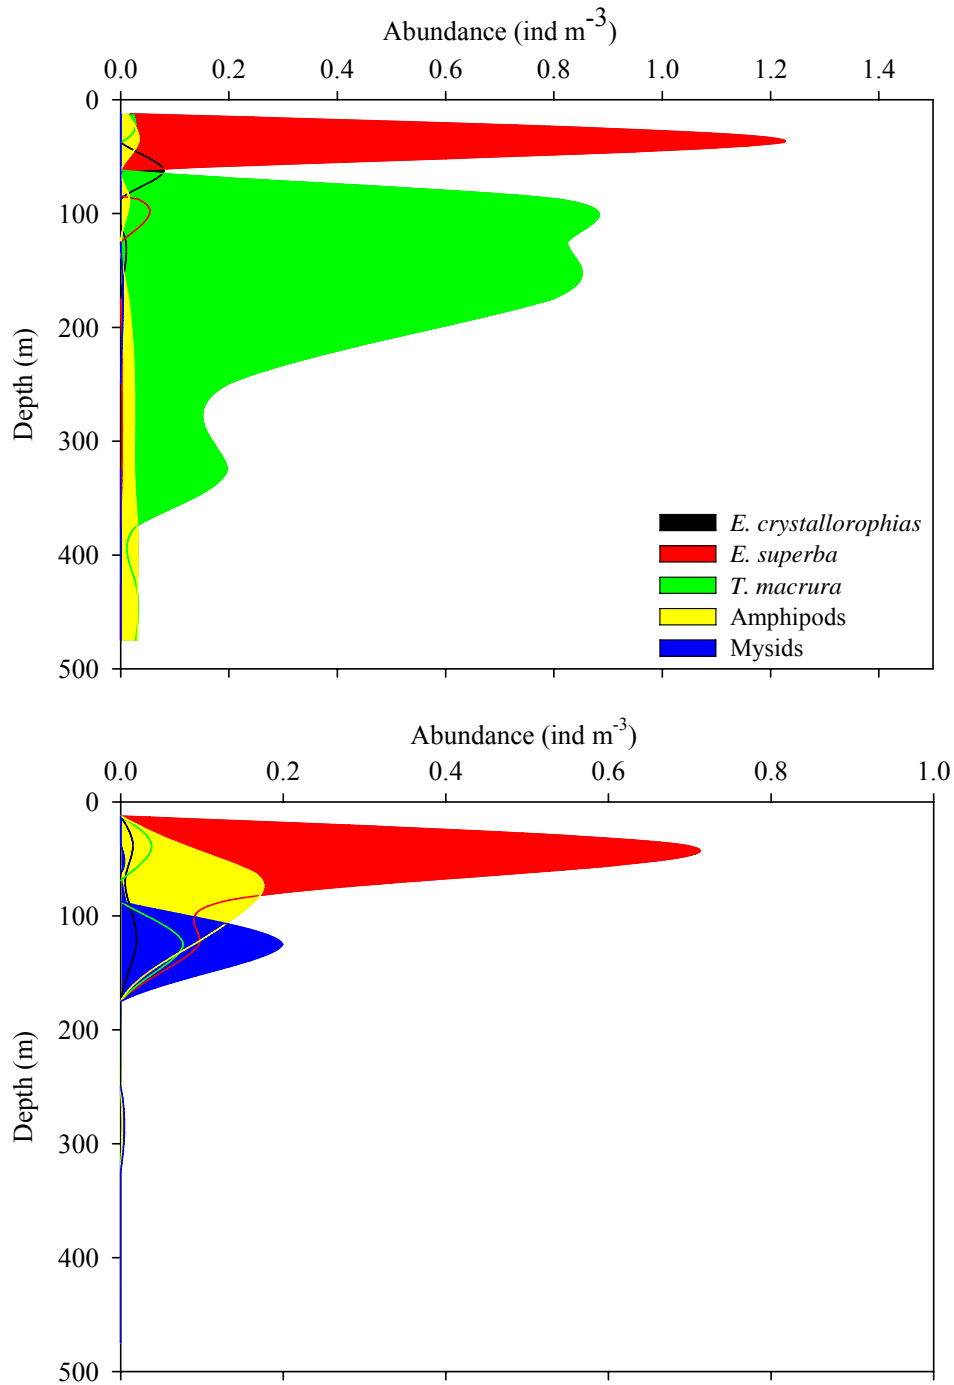 Abundance (ind m-3)
0.0 0.2 0.4 0.6 0.8 1.0 1.2 1.4
0
100
200
300
400
500
Depth (m)
E. crystallorophias
E. superba
T. macrura
Amphipods
Mysids
Abundance (ind m-3)
0.0 0.2 0.4 0.6 0.8 1.0
0
100
200
300
400
500
Depth (m)